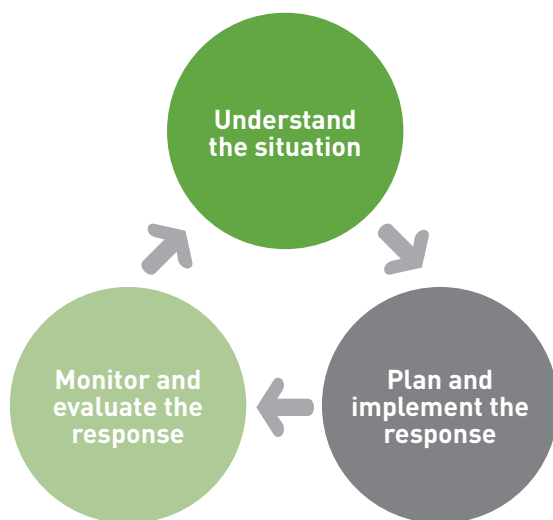 Understand
the situation
Plan and
implement the
response
Monitor and
evaluate the
response